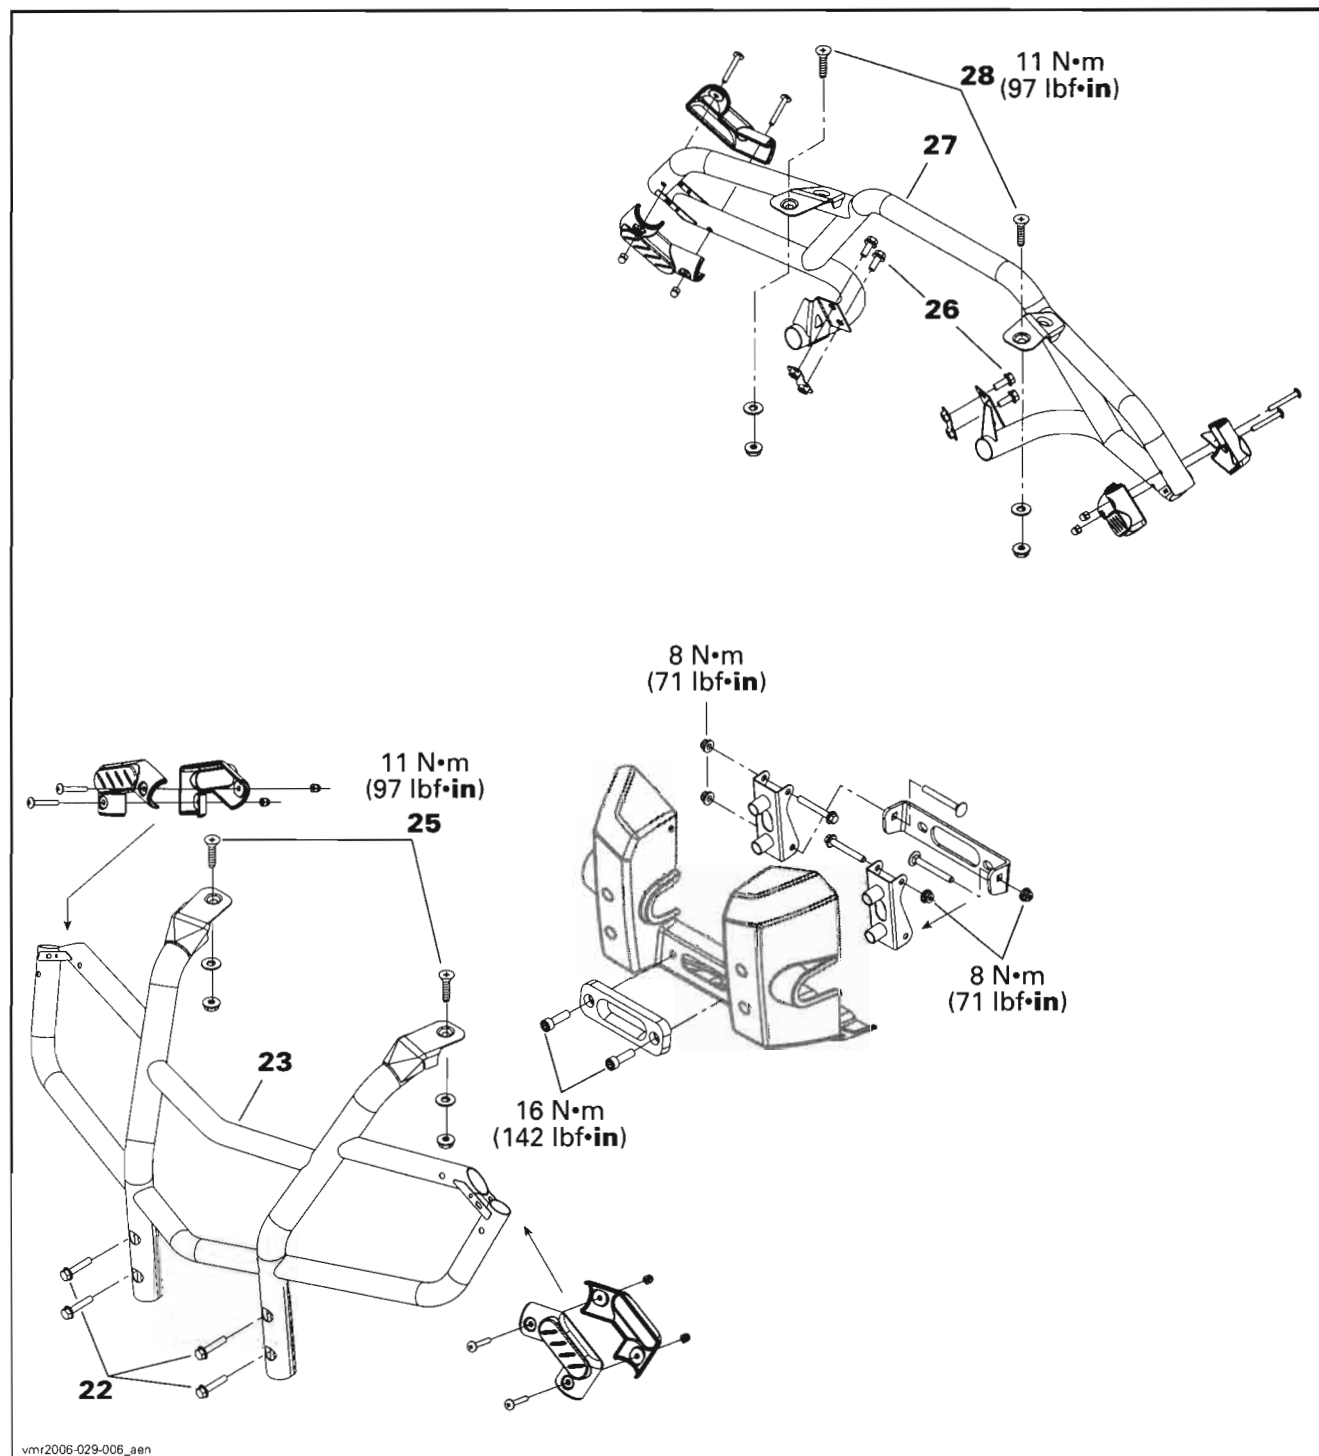 11 N•m
28 (97 lbf•in)
27
26
8 N•m
(71 lbf•in)
11 N•m
(97 lbf•in)
25
8 N•m
(71 lbf•in)
23
16 N•m
(142 lbf•in)
22
vmr2006-029-006_aen